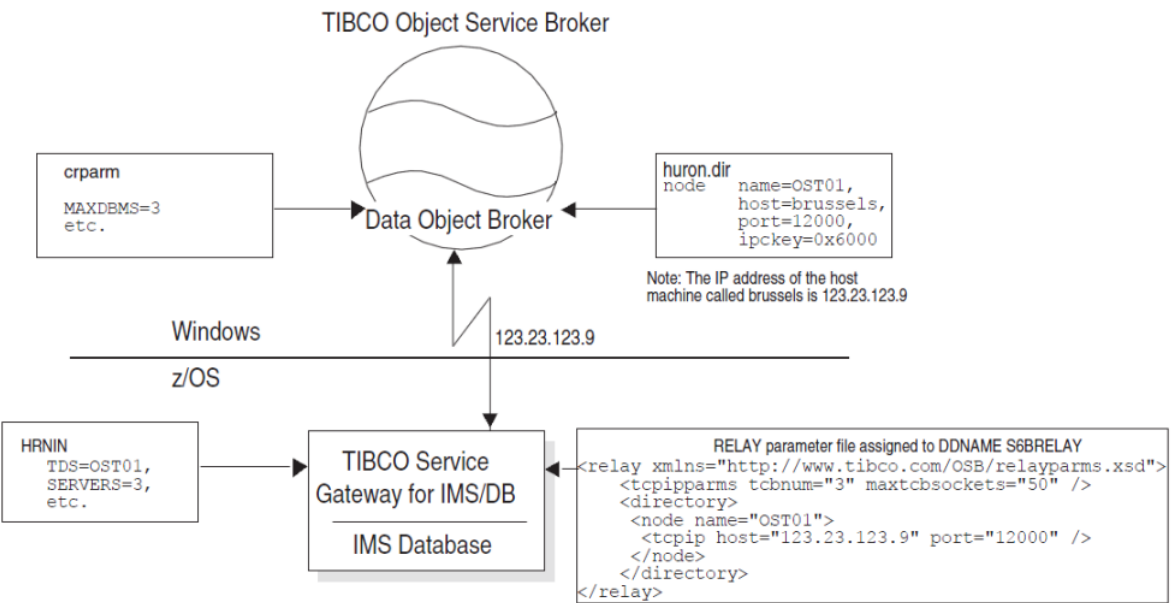 TIBCO Object Service Broker
crparm
MAXDBMS=3
etc.
Data Object Broker
huron.dir
node name=OST01,
host=brussels,
port=12000,
ipckey=0x6000
Note: The IP address of the host
machine called brussels is 123.23.123.9
Windows
123.23.123.9
z/OS
HRNIN
TDS=OST01,
SERVERS=3,
etc.
TIBCO Service
Gateway for IMS/DB
IMS Database
RELAY parameter file assigned to DDNAME S6BRELAY
<relay xmlns="http://www.tibco.com/OSB/relayparms.xsd">
<tcpipparms tcbnum="3" maxtcbsockets="50" />
<directory>
<node name="OST01">
<tcpip host="123.23.123.9" port="12000" />
</node>
</directory>
</relay>